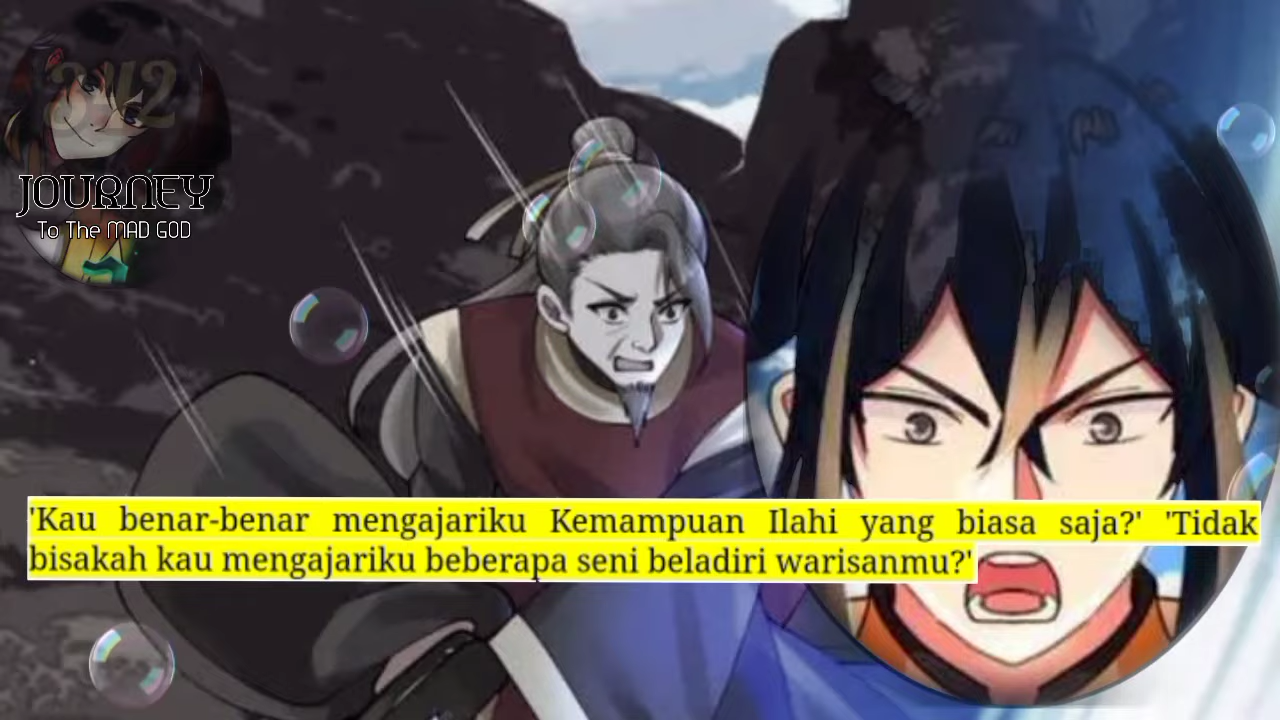 342
JOURNEY
To The MAD GOD
'Kau benar-benar mengajariku Kemampuan Ilahi yang biasa saja?' 'Tidak
bisakah kau mengajariku beberapa seni beladiri warisanmu?'